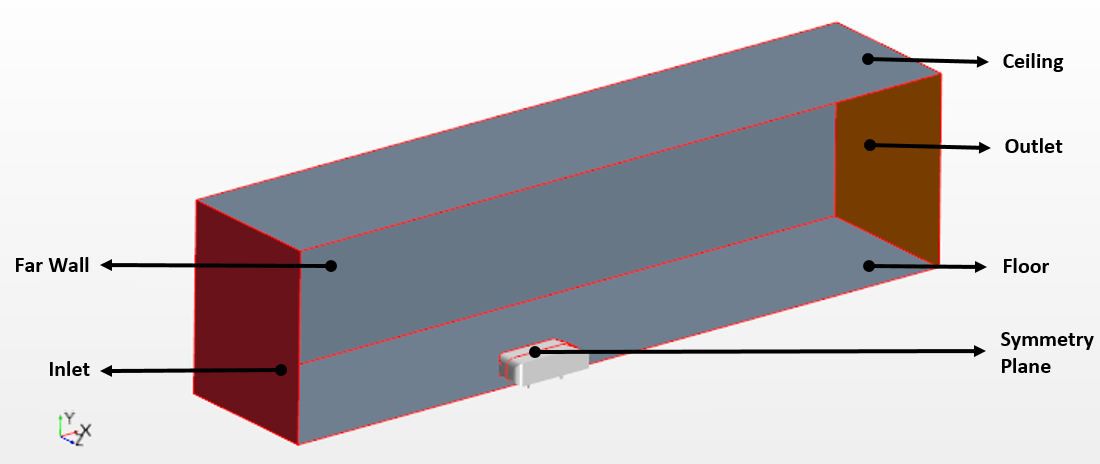 Ceiling
Outlet
Far Wall
Floor
Symmetry
Plane
Inlet
Y
X
Z